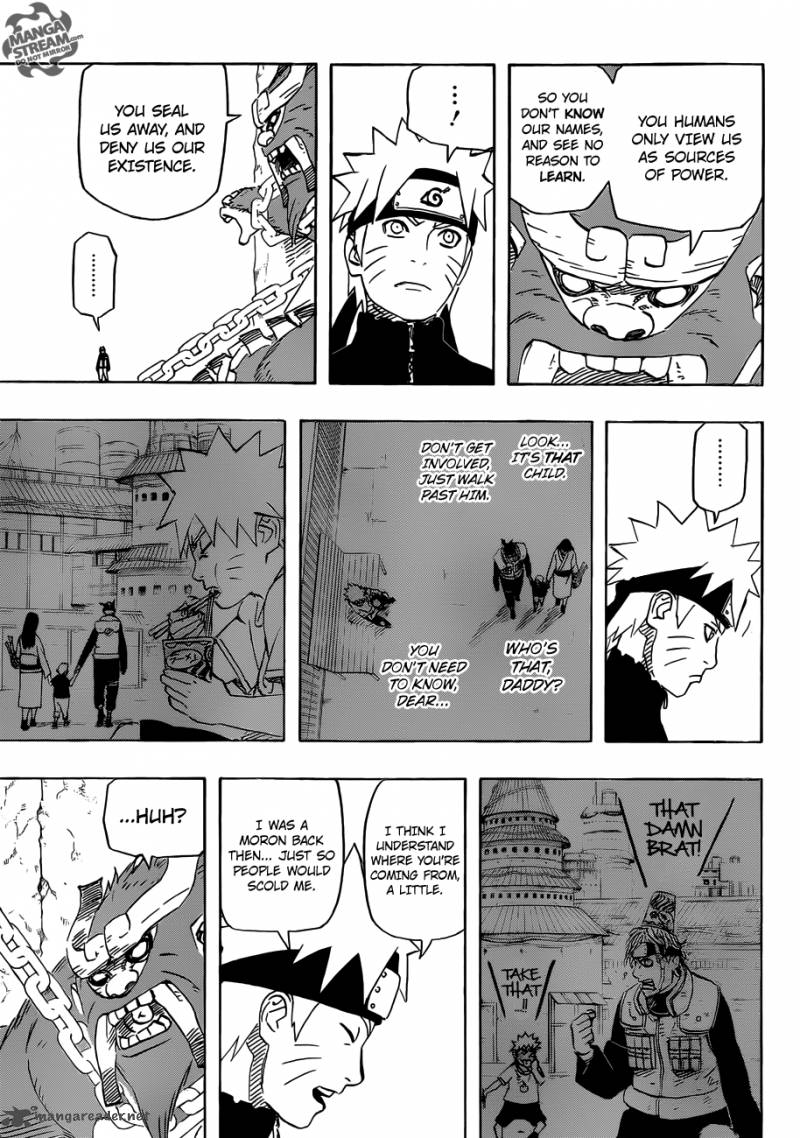 MANGA
STREAM.com
DO NOT MIRROR
YOU HUMANS
ONLY VIEW US
AS SOURCES
OF POWER.
SO YOU
DON'T KNOW
OUR NAMES,
AND SEE NO
REASON TO
LEARN.
...!
YOU SEAL
US AWAY, AND
DENY US OUR
EXISTENCE.
......
......
LOOK...
IT'S THAT
CHILD.
DON'T GET
INVOLVED,
JUST WALK
PAST HIM.
WHO'S
THAT,
DADDY?
YOU
DON'T NEED
TO KNOW,
DEAR...
THAT
DAMN
BRAT!
TAKE
THAT
!!
I THINK I
UNDERSTAND
WHERE YOU'RE
COMING FROM,
A LITTLE.
I WAS A
MORON BACK
THEN... JUST SO
PEOPLE WOULD
SCOLD ME.
...HUH?
mangareader.net